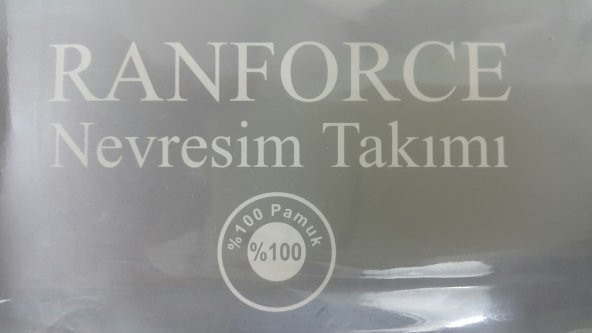 RANFORCE
Nevresim Takımı
%100 Pamuk
%100